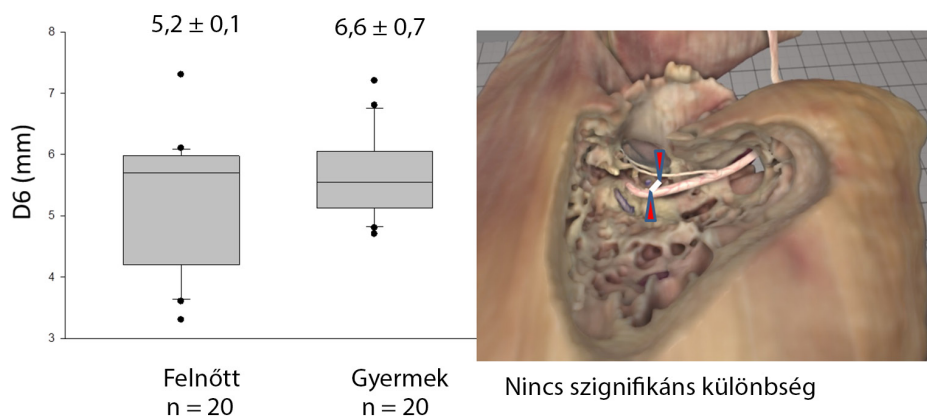 5,2 ± 0,1
6,6 ± 0,7
8
7
6
5
4
3
D6 (mm)
Felnőtt
n = 20
Gyermek
n = 20
Nincs szignifikáns különbség